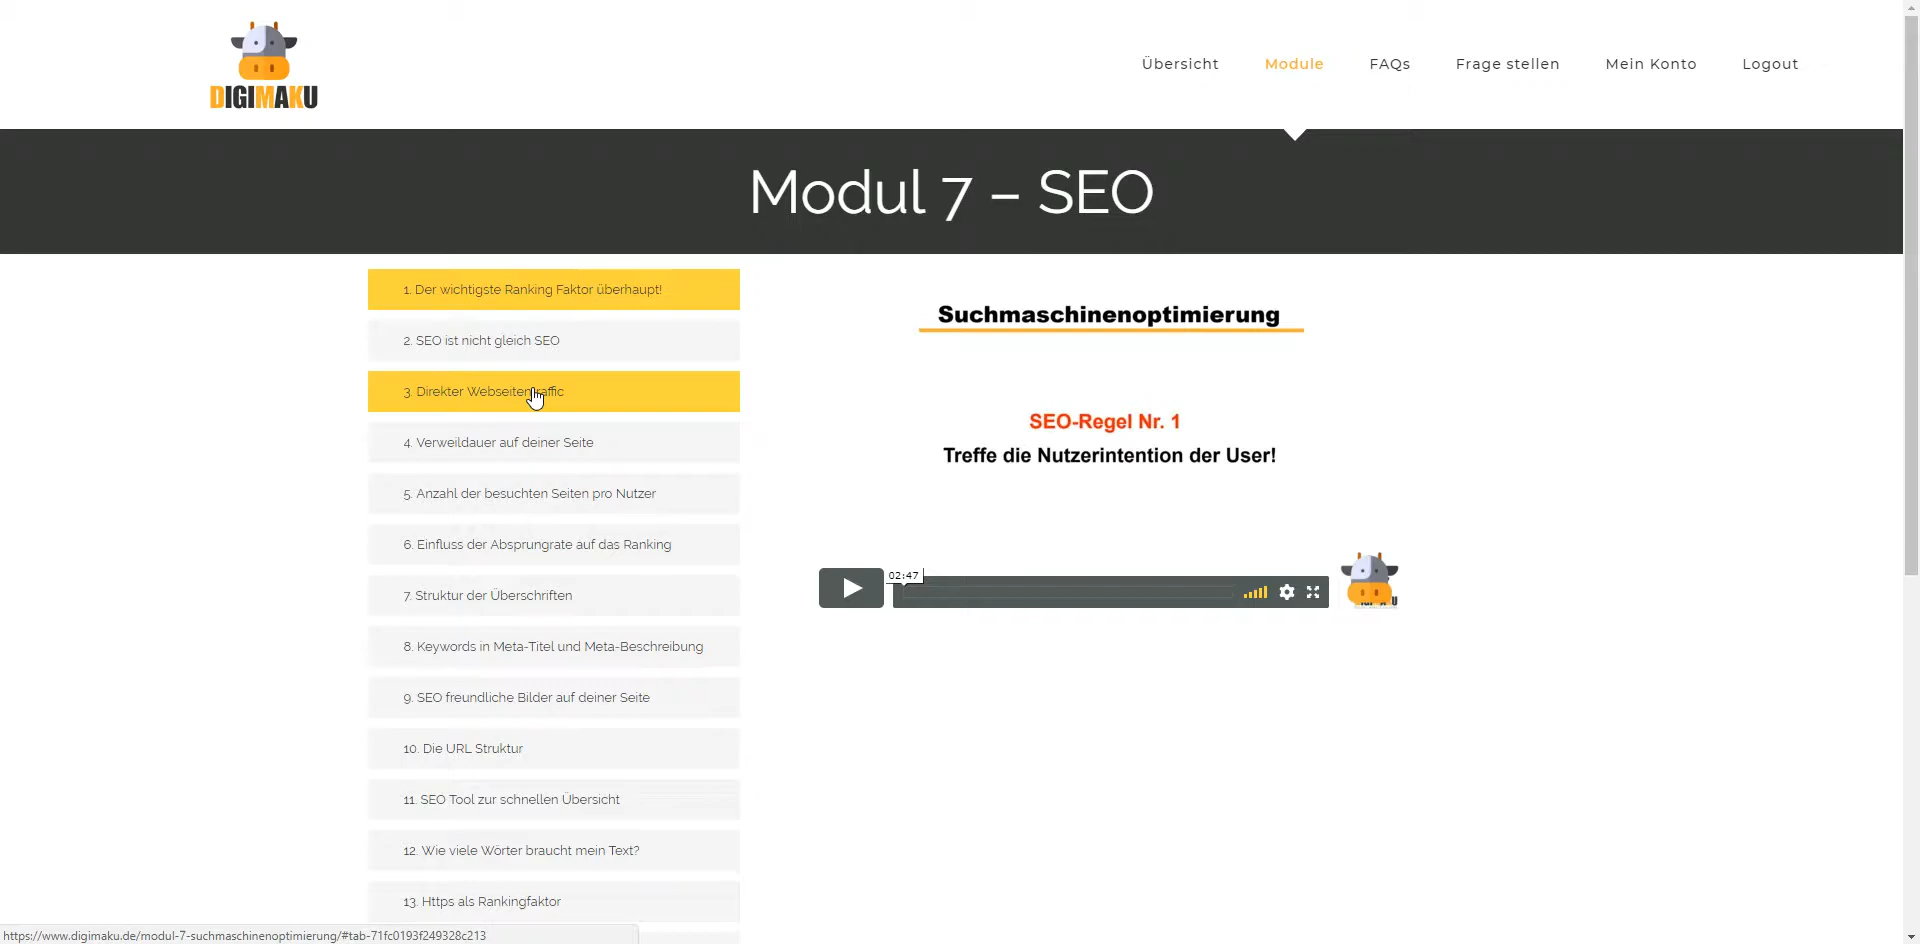 DIGIMAKU
Übersicht
Module
FAQs
Frage stellen
Mein Konto
Logout
Modul 7 – SEO
1. Der wichtigste Ranking Faktor überhaupt!
2. SEO ist nicht gleich SEO
3. Direkter Webseitentraffic
4. Verweildauer auf deiner Seite
5. Anzahl der besuchten Seiten pro Nutzer
6. Einfluss der Absprungrate auf das Ranking
7. Struktur der Überschriften
8. Keywords in Meta-Titel und Meta-Beschreibung
9. SEO freundliche Bilder auf deiner Seite
10. Die URL Struktur
11. SEO Tool zur schnellen Übersicht
12. Wie viele Wörter braucht mein Text?
13. Https als Rankingfaktor
Suchmaschinenoptimierung
SEO-Regel Nr. 1
Treffe die Nutzerintention der User!
02:47
https://www.digimaku.de/modul-7-suchmaschinenoptimierung/#tab-71fc0193f249328c213